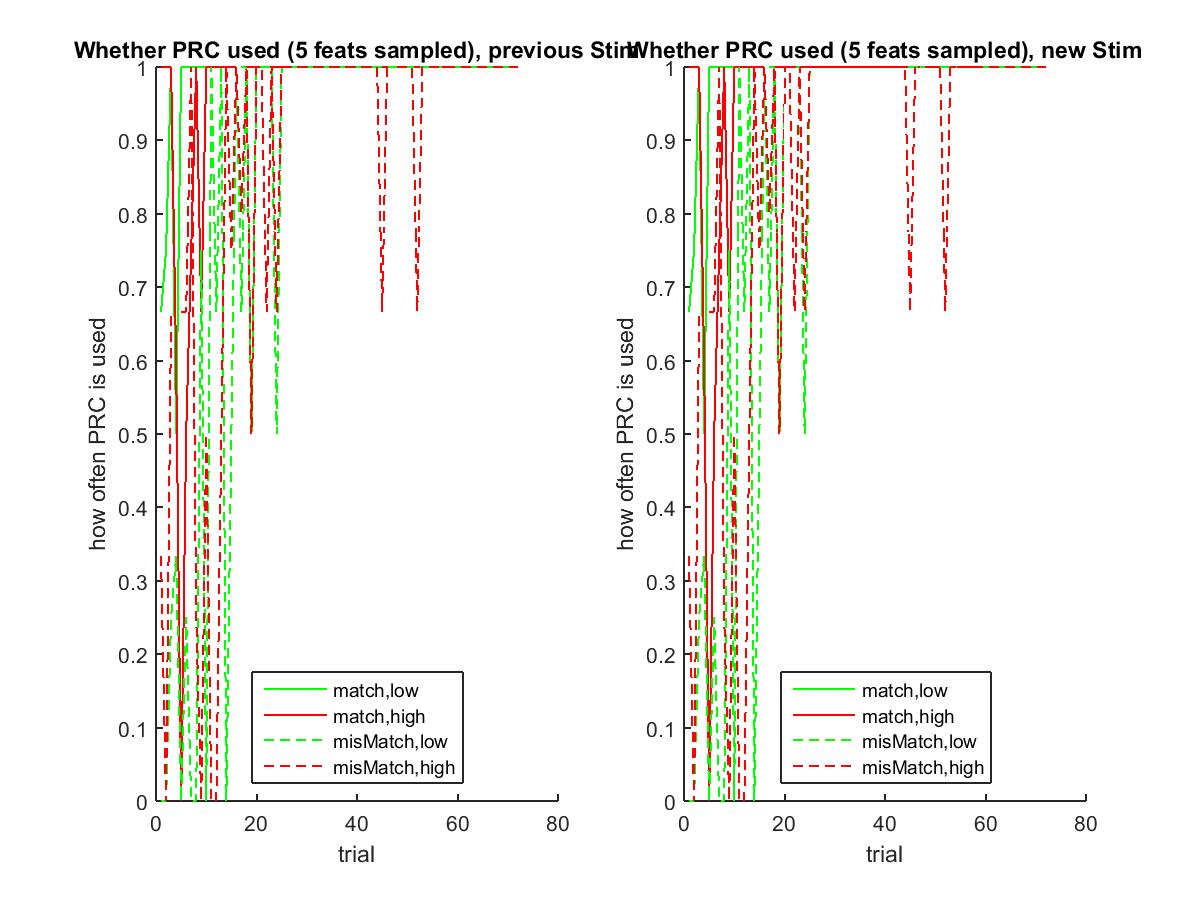 Whether PRC used (5 feats sampled), previous Stim
1
0.9
0.8
0.7
0.6
0.5
0.4
0.3
0.2
0.1
0
how often PRC is used
match,low
match,high
misMatch,low
misMatch,high
0 20 40 60 80
trial
Whether PRC used (5 feats sampled), new Stim
1
0.9
0.8
0.7
0.6
0.5
0.4
0.3
0.2
0.1
0
how often PRC is used
match,low
match,high
misMatch,low
misMatch,high
0 20 40 60 80
trial